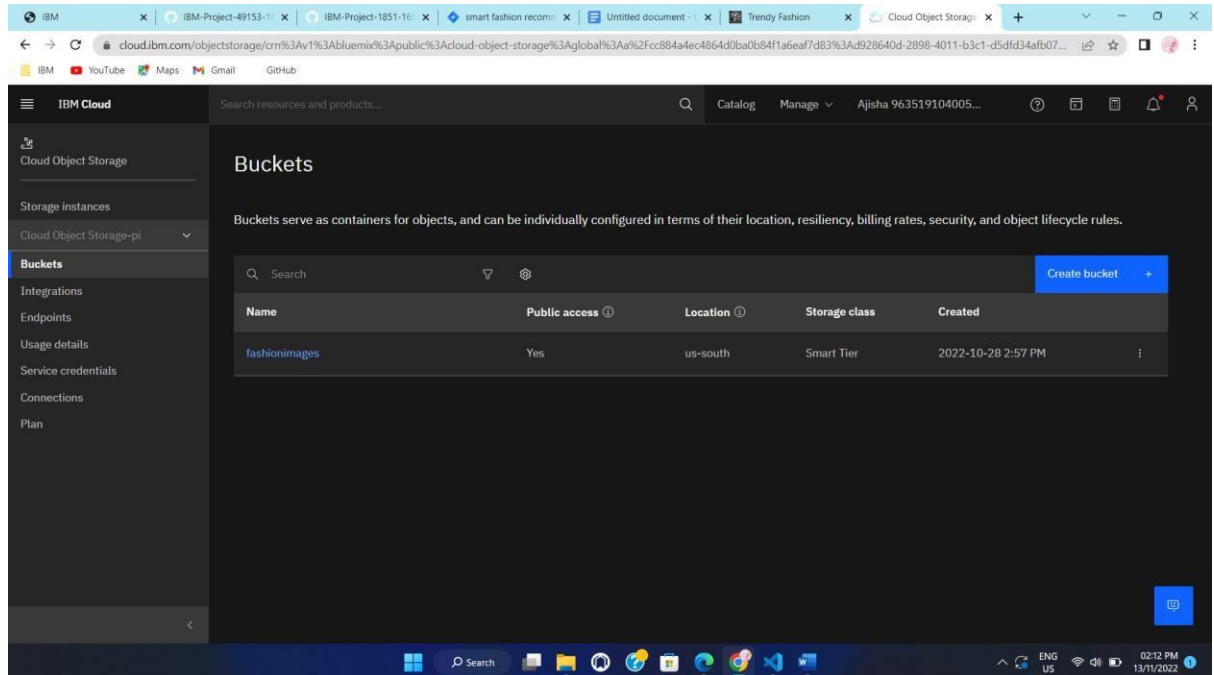 IBM
IBM-Project-49153-1
IBM-Project-1851-16
smart fashion recomm
Untitled document -
Trendy Fashion
Cloud Object Storage
cloud.ibm.com/objectstorage/crn%3Av1%3Abluemix%3Apublic%3Acloud-object-storage%3Aglobal%3Aa%2Fcc884a4ec4864d0ba0b84f1a6eaf7d83%3Ad928640d-2898-4011-b3c1-d5dfd34afb07...
IBM YouTube Maps Gmail GitHub
IBM Cloud
Search resources and products...
Catalog
Manage
Ajisha 963519104005...
Cloud Object Storage
Storage instances
Cloud Object Storage-pi
Buckets
Integrations
Endpoints
Usage details
Service credentials
Connections
Plan
Buckets
Buckets serve as containers for objects, and can be individually configured in terms of their location, resiliency, billing rates, security, and object lifecycle rules.
Search
Create bucket +
Name Public access Location Storage class Created
fashionimages Yes us-south Smart Tier 2022-10-28 2:57 PM
Search
ENG
US
02:12 PM
13/11/2022
1